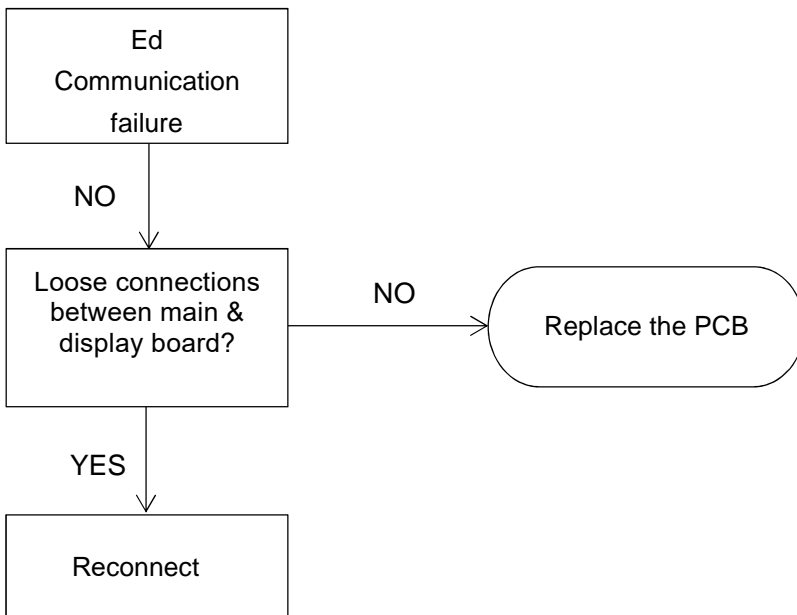 Ed
Communication
failure
NO
Loose connections
between main &
display board?
NO
Replace the PCB
YES
Reconnect